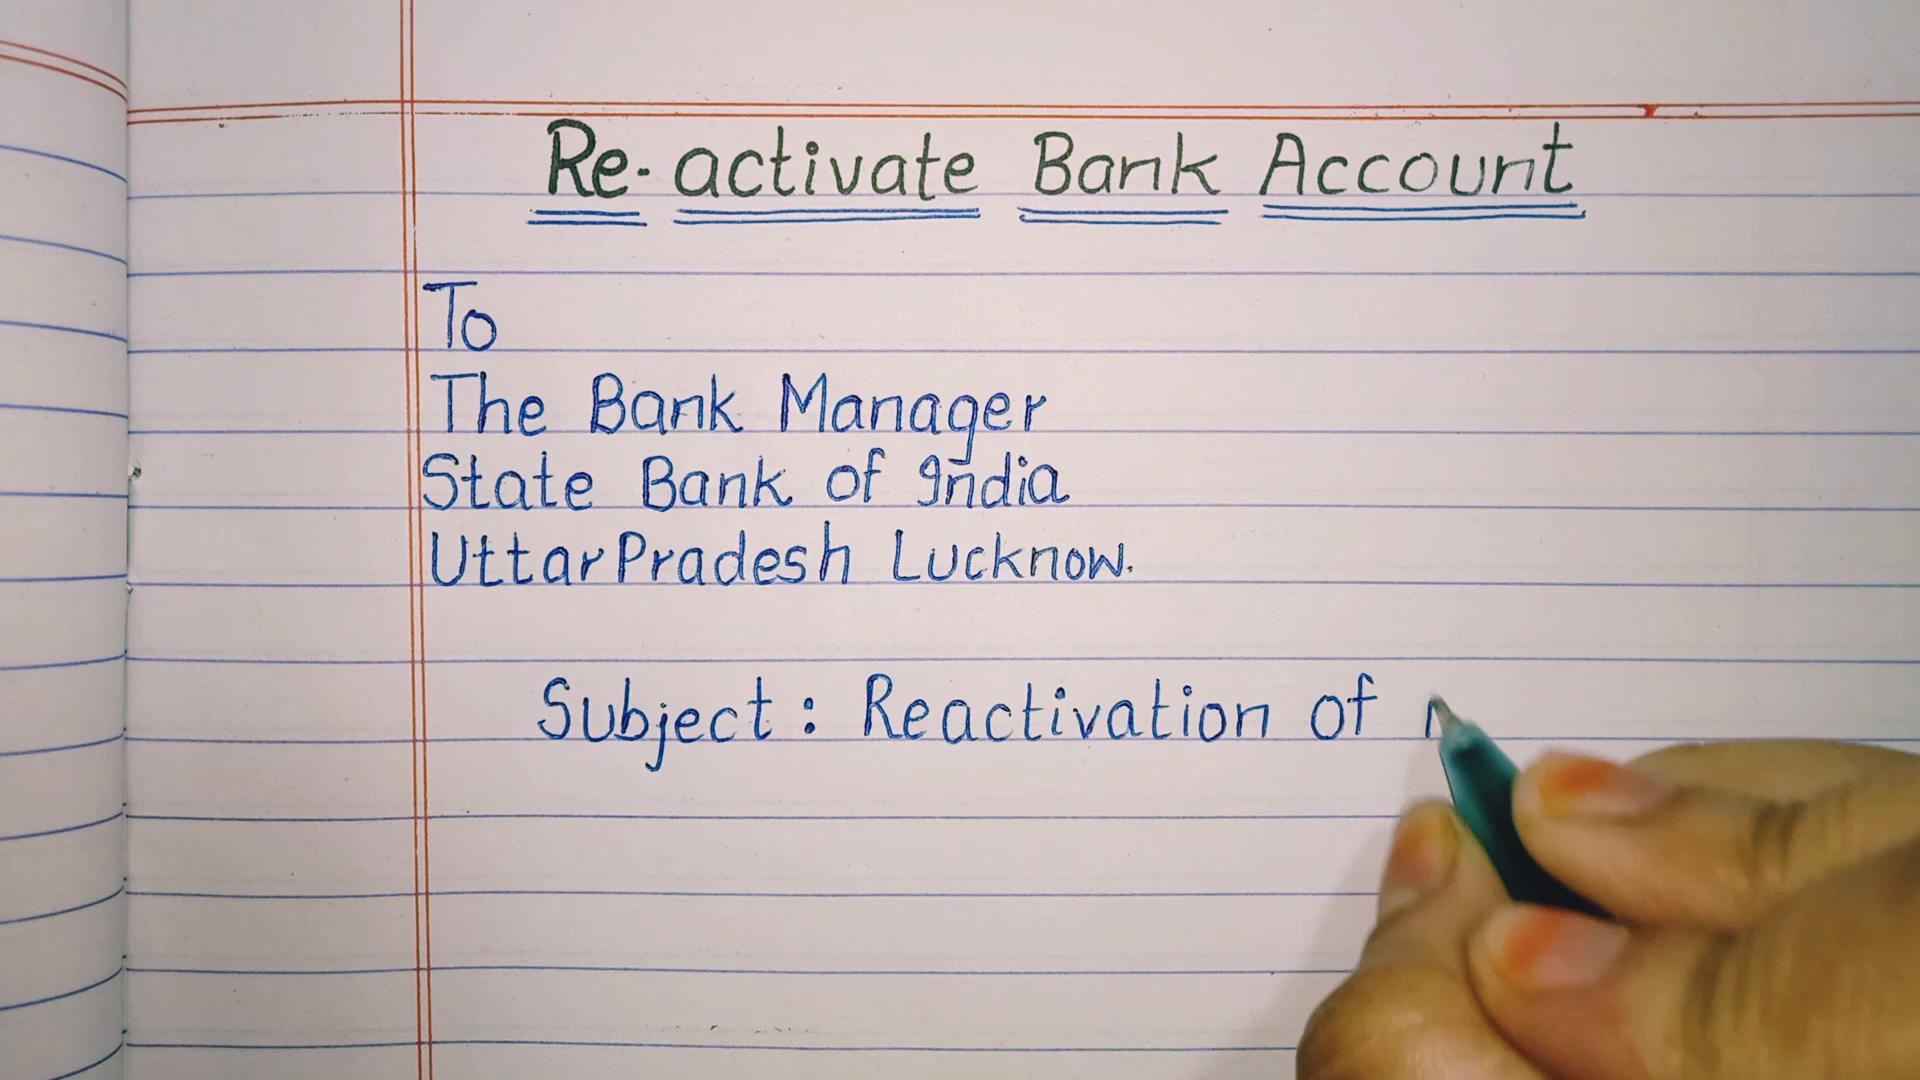 Re-activate Bank Account
To
The Bank Manager
State Bank of India
UttarPradesh Lucknow.
Subject : Reactivation of